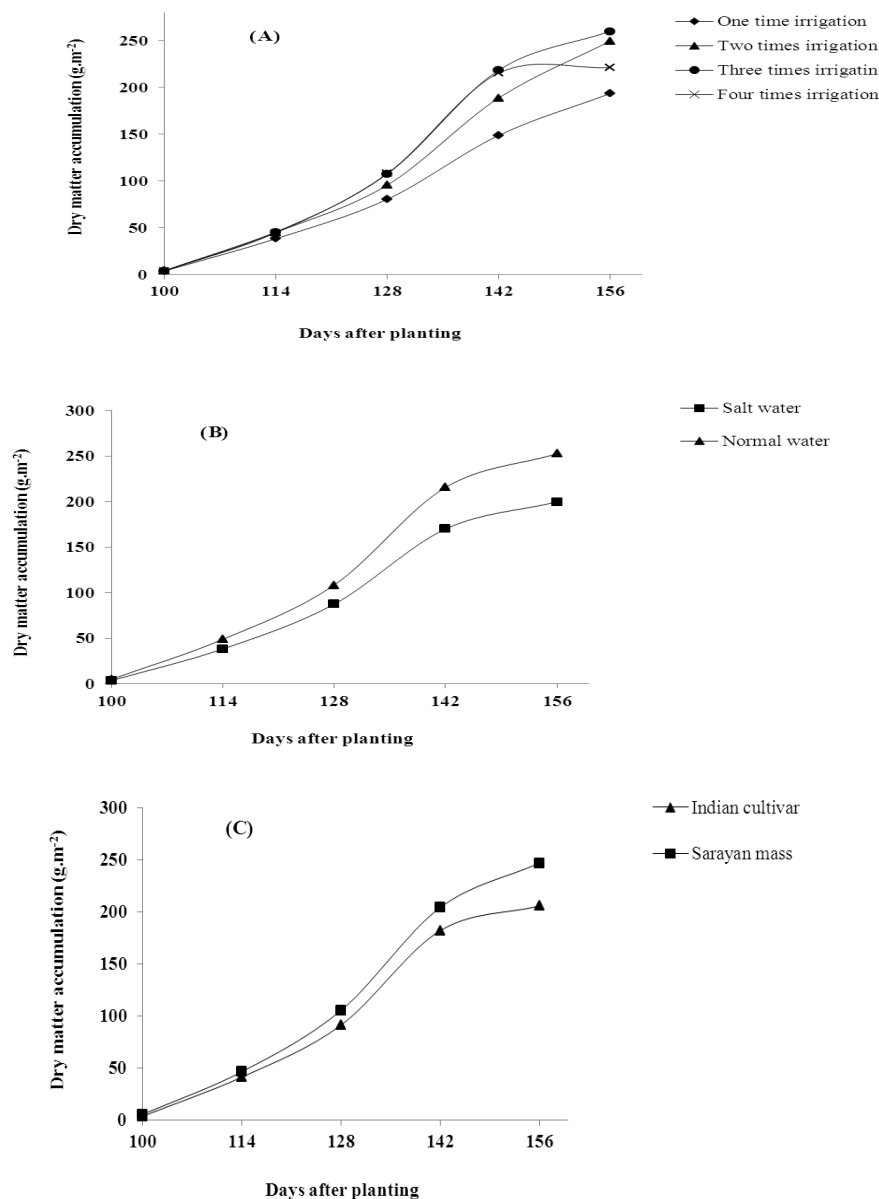 (A)
One time irrigation
Two times irrigation
Three times irrigatin
Four times irrigation
Dry matter accumulation (g.m-2)
250
200
150
100
50
0
100 114 128 142 156
Days after planting
(B)
Salt water
Normal water
Dry matter accumulation (g.m-2)
300
250
200
150
100
50
0
100 114 128 142 156
Days after planting
(C)
Indian cultivar
Sarayan mass
Dry matter accumulation (g.m-2)
300
250
200
150
100
50
0
100 114 128 142 156
Days after planting